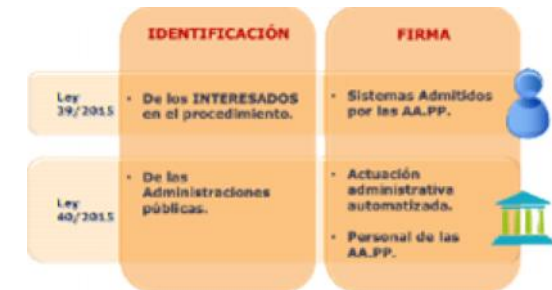 IDENTIFICACIÓN
FIRMA
Ley
39/2015
• De los INTERESADOS
en el procedimiento.
• Sistemas Admitidos
por las AA.PP.
Ley
40/2015
• De las
Administraciones
públicas.
• Actuación
administrativa
automatizada.
• Personal de las
AA.PP.